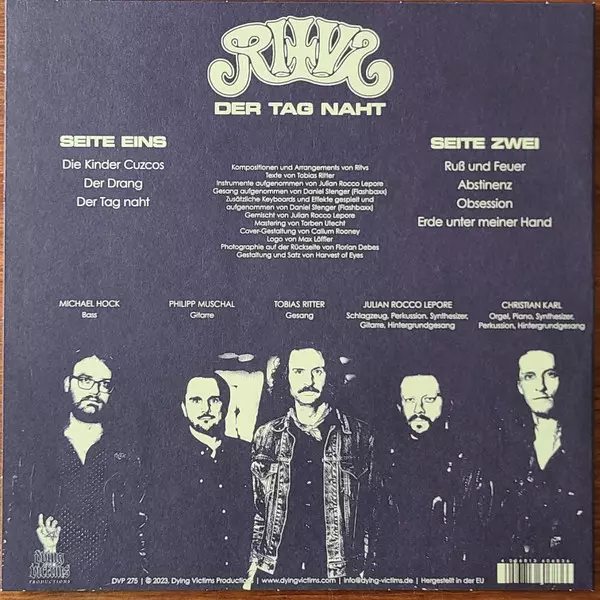 RITVS
DER TAG NAHT
SEITE EINS
Die Kinder Cuzcos
Der Drang
Der Tag naht
Kompositionen und Arrangements von Ritvs
Texte von Tobias Ritter
Instrumente aufgenommen von Julian Rocco Lepore
Gesang aufgenommen von Daniel Stenger (Flashbaxx)
Zusätzliche Keyboards und Effekte gespielt und
aufgenommen von Daniel Stenger (Flashbaxx)
Gemischt von Julian Rocco Lepore
Mastering von Torben Utecht
Cover-Gestaltung von Callum Rooney
Logo von Max Löffler
Photographie auf der Rückseite von Florian Debes
Gestaltung und Satz von Harvest of Eyes
SEITE ZWEI
Ruß und Feuer
Abstinenz
Obsession
Erde unter meiner Hand
MICHAEL HOCK
Bass
PHILIPP MUSCHAL
Gitarre
TOBIAS RITTER
Gesang
JULIAN ROCCO LEPORE
Schlagzeug, Perkussion, Synthesizer,
Gitarre, Hintergrundgesang
CHRISTIAN KARL
Orgel, Piano, Synthesizer,
Perkussion, Hintergrundgesang
dying
victims
PRODUCTIONS
DVP 275 | © 2023, Dying Victims Productions | www.dyingvictims.com | info@dying-victims.de | Hergestellt in der EU